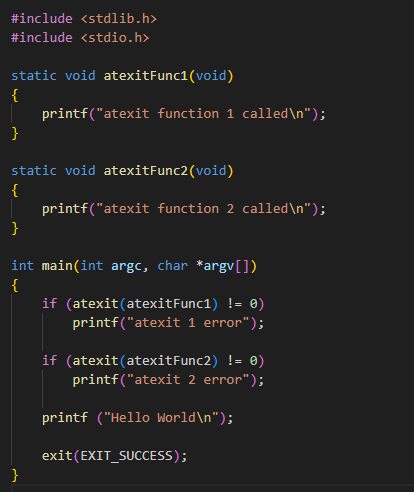 #include <stdlib.h>
#include <stdio.h>
static void atexitFunc1(void)
{
printf("atexit function 1 called\n");
}
static void atexitFunc2(void)
{
printf("atexit function 2 called\n");
}
int main(int argc, char *argv[])
{
if (atexit(atexitFunc1) != 0)
printf("atexit 1 error");
if (atexit(atexitFunc2) != 0)
printf("atexit 2 error");
printf ("Hello World\n");
exit(EXIT_SUCCESS);
}